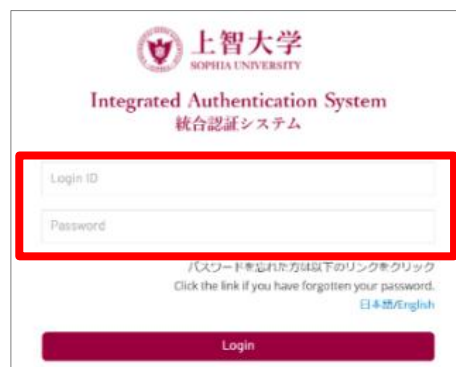 上智大学
SOPHIA UNIVERSITY
Integrated Authentication System
統合認証システム
Login ID
Password
パスワードを忘れた方は以下のリンクをクリック
Click the link if you have forgotten your password.
日本語/English
Login